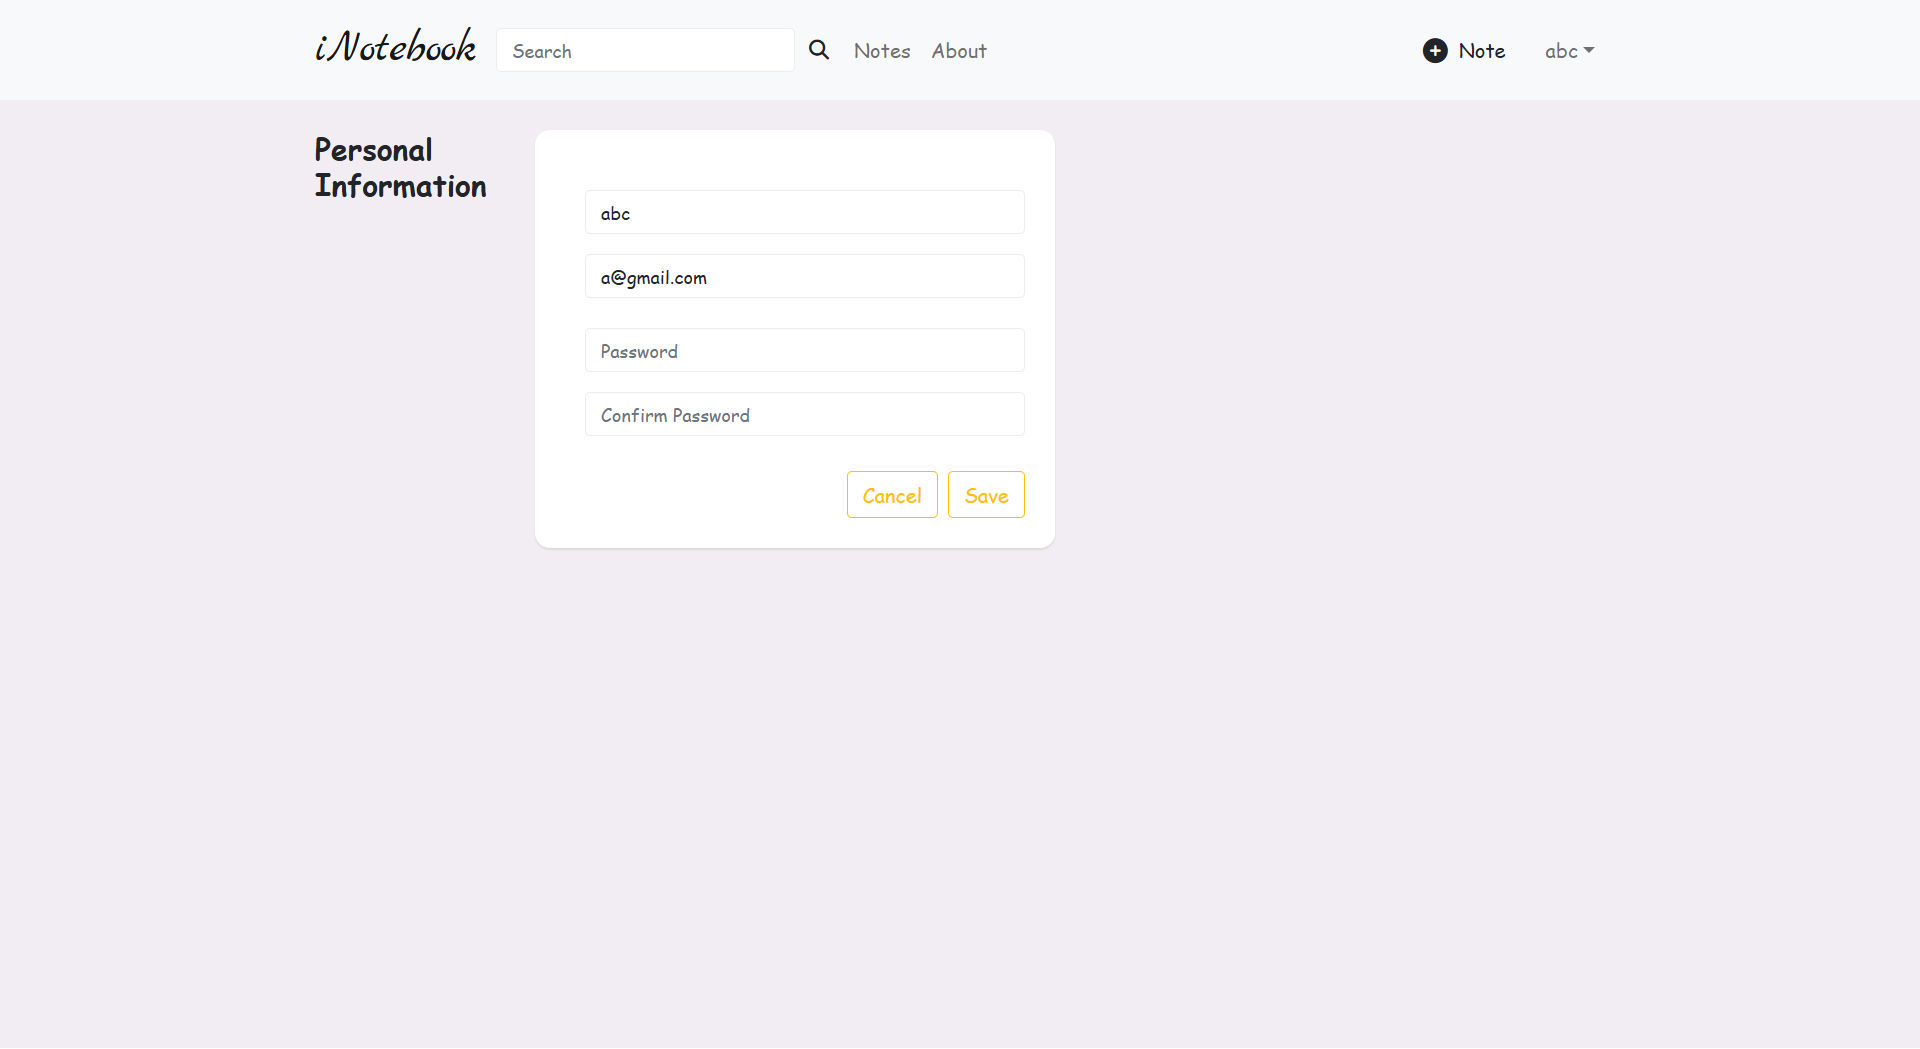 iNotebook Search Notes About Note abc
Personal
Information
abc
a@gmail.com
Password
Confirm Password
Cancel Save